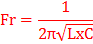 Fr = 1 / 2π√LxC